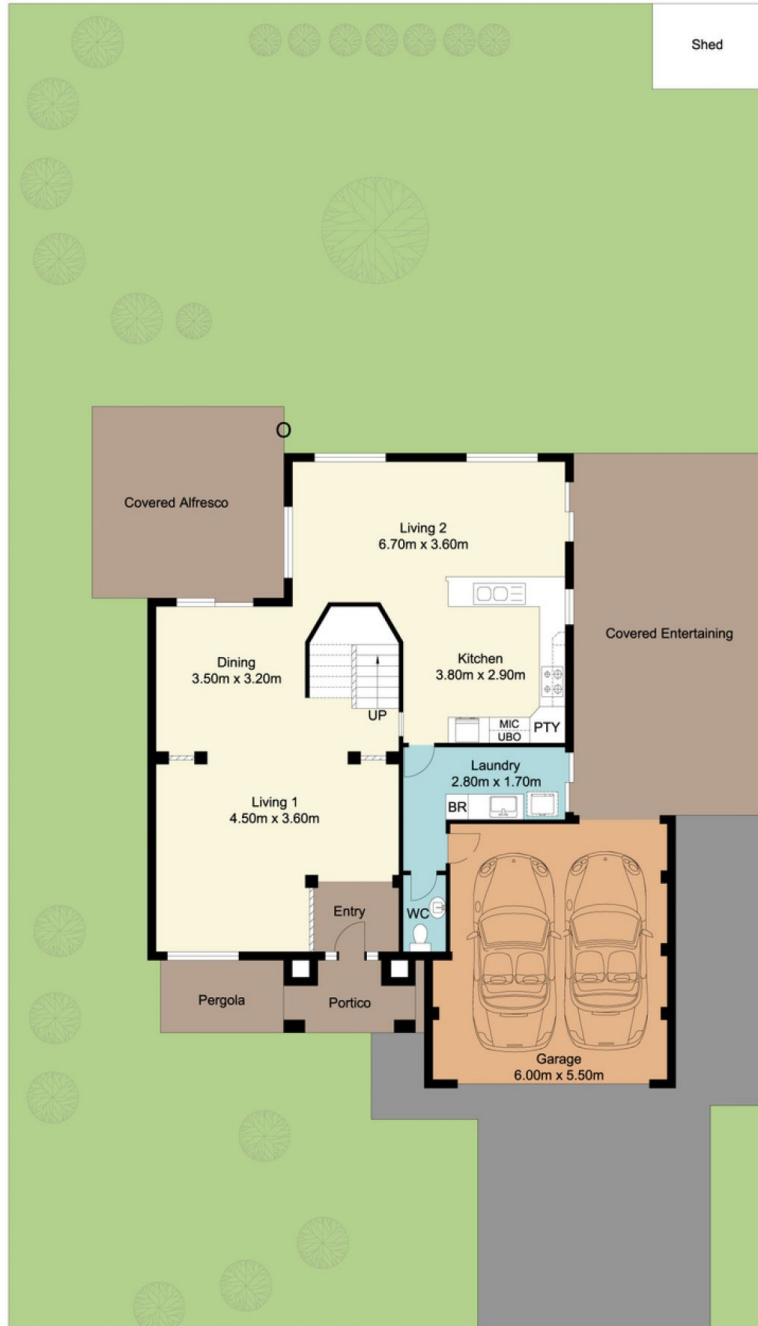 Shed
Covered Alfresco
O
Living 2
6.70m x 3.60m
Covered Entertaining
Dining
3.50m x 3.20m
Kitchen
3.80m x 2.90m
UP
MIC
UBO
PTY
Laundry
2.80m x 1.70m
BR
Living 1
4.50m x 3.60m
Entry
WC
Pergola
Portico
Garage
6.00m x 5.50m